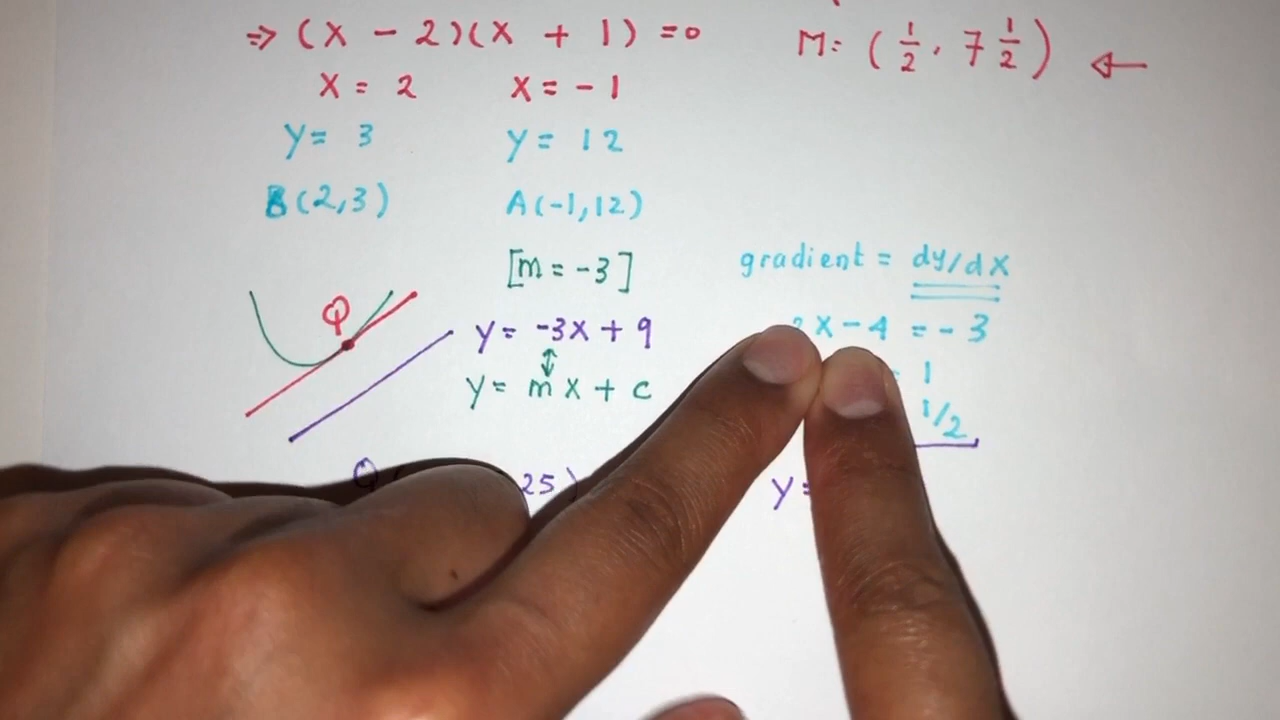 ⇒ (x - 2)(x + 1) = 0
x = 2 x = -1
y = 3 y = 12
B(2,3) A(-1,12)
[m = -3]
y = -3x + 9
y = mx + c
Q
Q 25)
M: (1/2, 7 1/2) ←
gradient = dy/dx
x - 4 = -3
1
1/2
y =